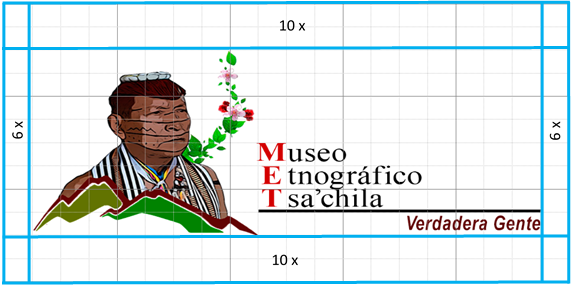 10 x
6 x
6 x
Museo
Etnográfico
Tsa'chila
Verdadera Gente
10 x